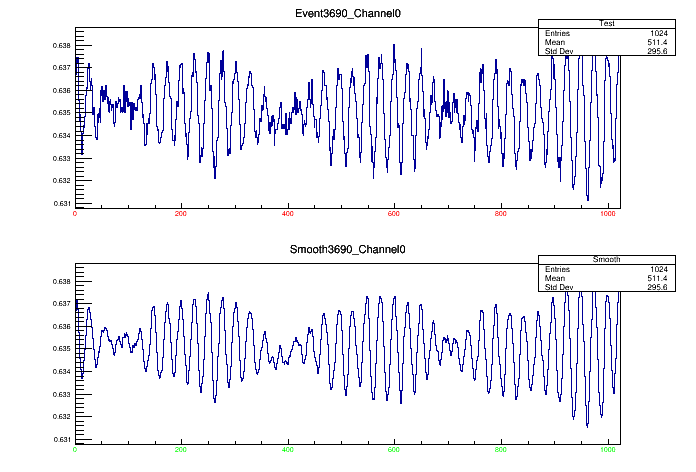 Event3690_Channel0
Test
Entries 1024
Mean 511.4
Std Dev 295.6
0.638
0.637
0.636
0.635
0.634
0.633
0.632
0.631
0 200 400 600 800 1000
Smooth3690_Channel0
Smooth
Entries 1024
Mean 511.4
Std Dev 295.6
0.638
0.637
0.636
0.635
0.634
0.633
0.632
0.631
0 200 400 600 800 1000